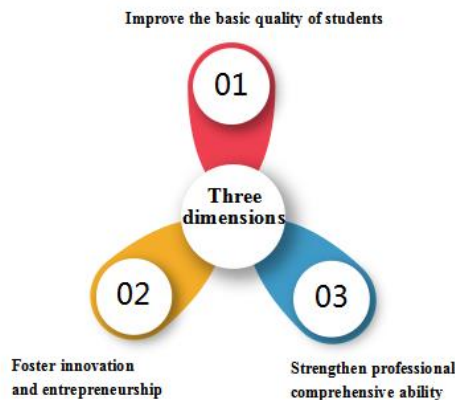 Improve the basic quality of students
01
Three
dimensions
02
03
Foster innovation
and entrepreneurship
Strengthen professional
comprehensive ability